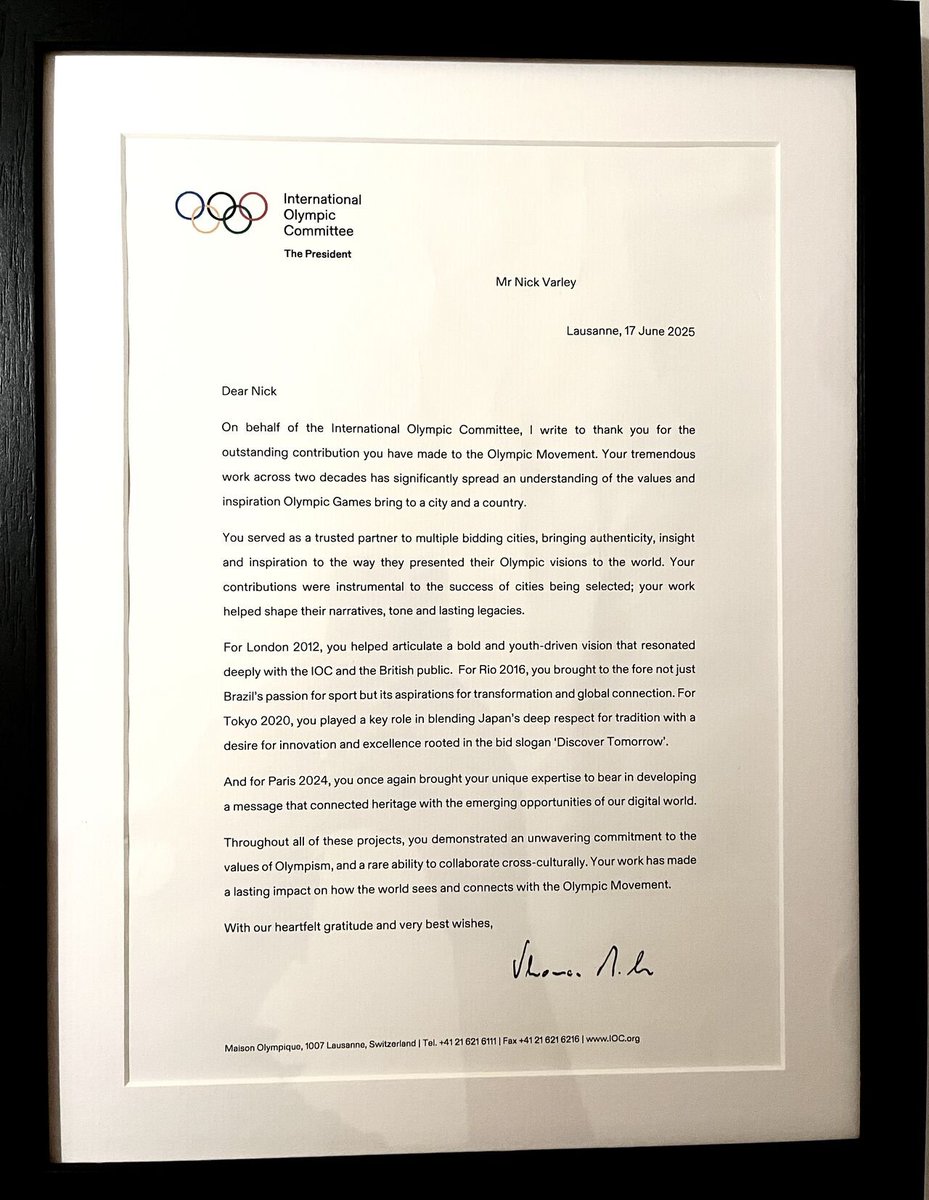 International
Olympic
Committee
The President
Mr Nick Varley
Lausanne, 17 June 2025
Dear Nick
On behalf of the International Olympic Committee, I write to thank you for the
outstanding contribution you have made to the Olympic Movement. Your tremendous
work across two decades has significantly spread an understanding of the values and
inspiration Olympic Games bring to a city and a country.
You served as a trusted partner to multiple bidding cities, bringing authenticity, insight
and inspiration to the way they presented their Olympic visions to the world. Your
contributions were instrumental to the success of cities being selected; your work
helped shape their narratives, tone and lasting legacies.
For London 2012, you helped articulate a bold and youth-driven vision that resonated
deeply with the IOC and the British public. For Rio 2016, you brought to the fore not just
Brazil's passion for sport but its aspirations for transformation and global connection. For
Tokyo 2020, you played a key role in blending Japan's deep respect for tradition with a
desire for innovation and excellence rooted in the bid slogan 'Discover Tomorrow'.
And for Paris 2024, you once again brought your unique expertise to bear in developing
a message that connected heritage with the emerging opportunities of our digital world.
Throughout all of these projects, you demonstrated an unwavering commitment to the
values of Olympism, and a rare ability to collaborate cross-culturally. Your work has made
a lasting impact on how the world sees and connects with the Olympic Movement.
With our heartfelt gratitude and very best wishes,
Maison Olympique, 1007 Lausanne, Switzerland | Tel. +41 21 621 6111 | Fax +41 21 621 6216 | www.IOC.org